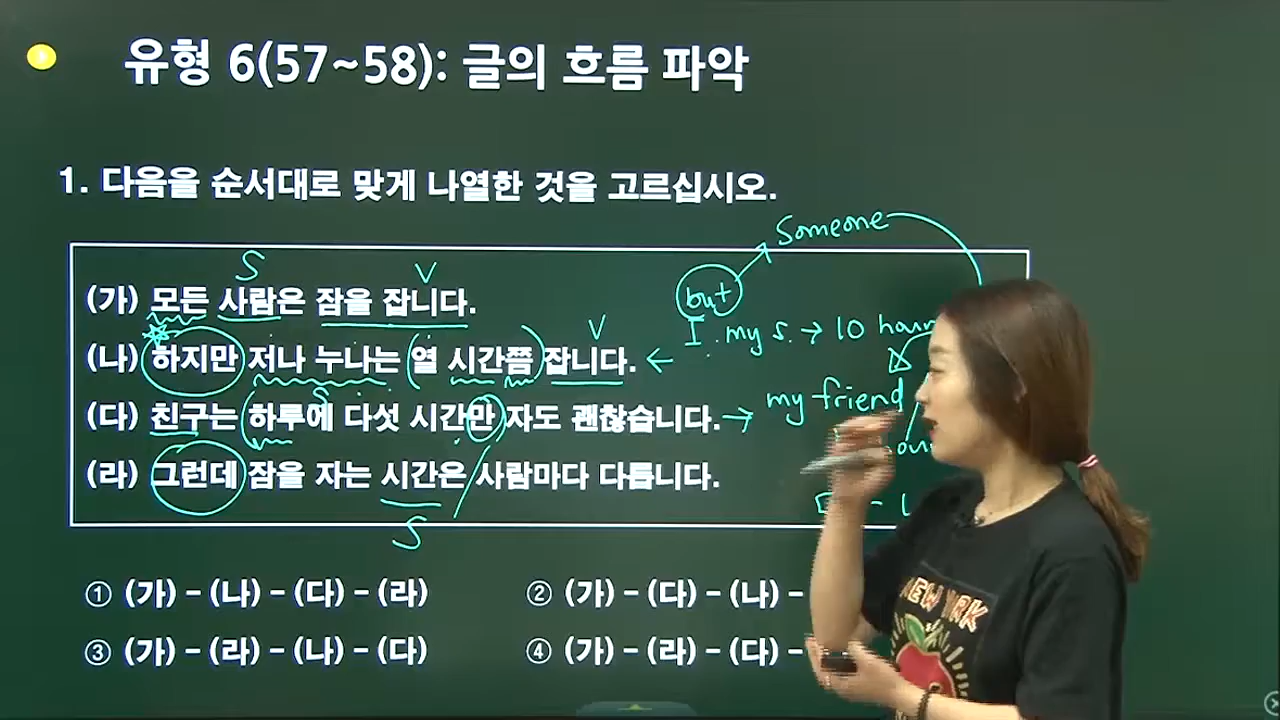 유형 6(57~58): 글의 흐름 파악
1. 다음을 순서대로 맞게 나열한 것을 고르십시오.
Someone
S V but
(가) 모든 사람은 잠을 잡니다.
V I. my s. → 10 hour
(나) 하지만 저나 누나는 열 시간쯤 잡니다. ←
S my friend
(다) 친구는 하루에 다섯 시간만 자도 괜찮습니다. →
(라) 그런데 잠을 자는 시간은 사람마다 다릅니다.
S
① (가) - (나) - (다) - (라)
② (가) - (다) - (나) -
③ (가) - (라) - (나) - (다)
④ (가) - (라) - (다) -
NEW YORK